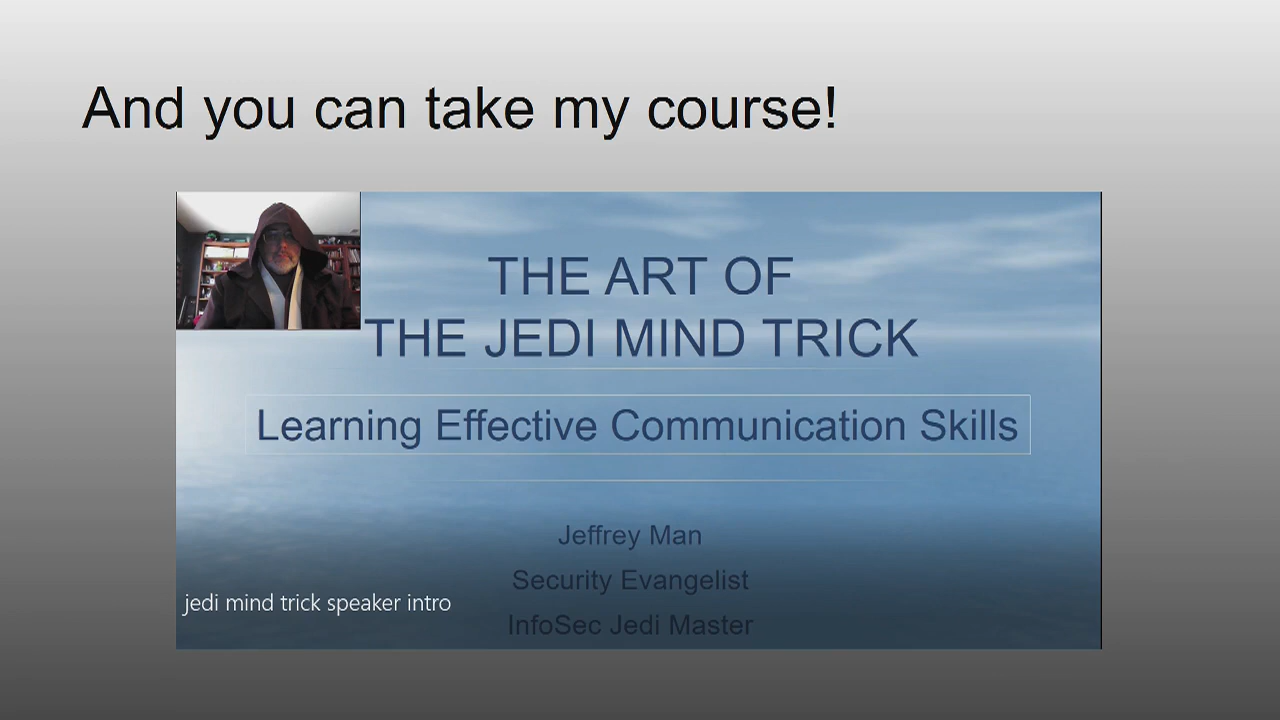 And you can take my course!
THE ART OF
THE JEDI MIND TRICK
Learning Effective Communication Skills
Jeffrey Man
Security Evangelist
jedi mind trick speaker intro
InfoSec Jedi Master